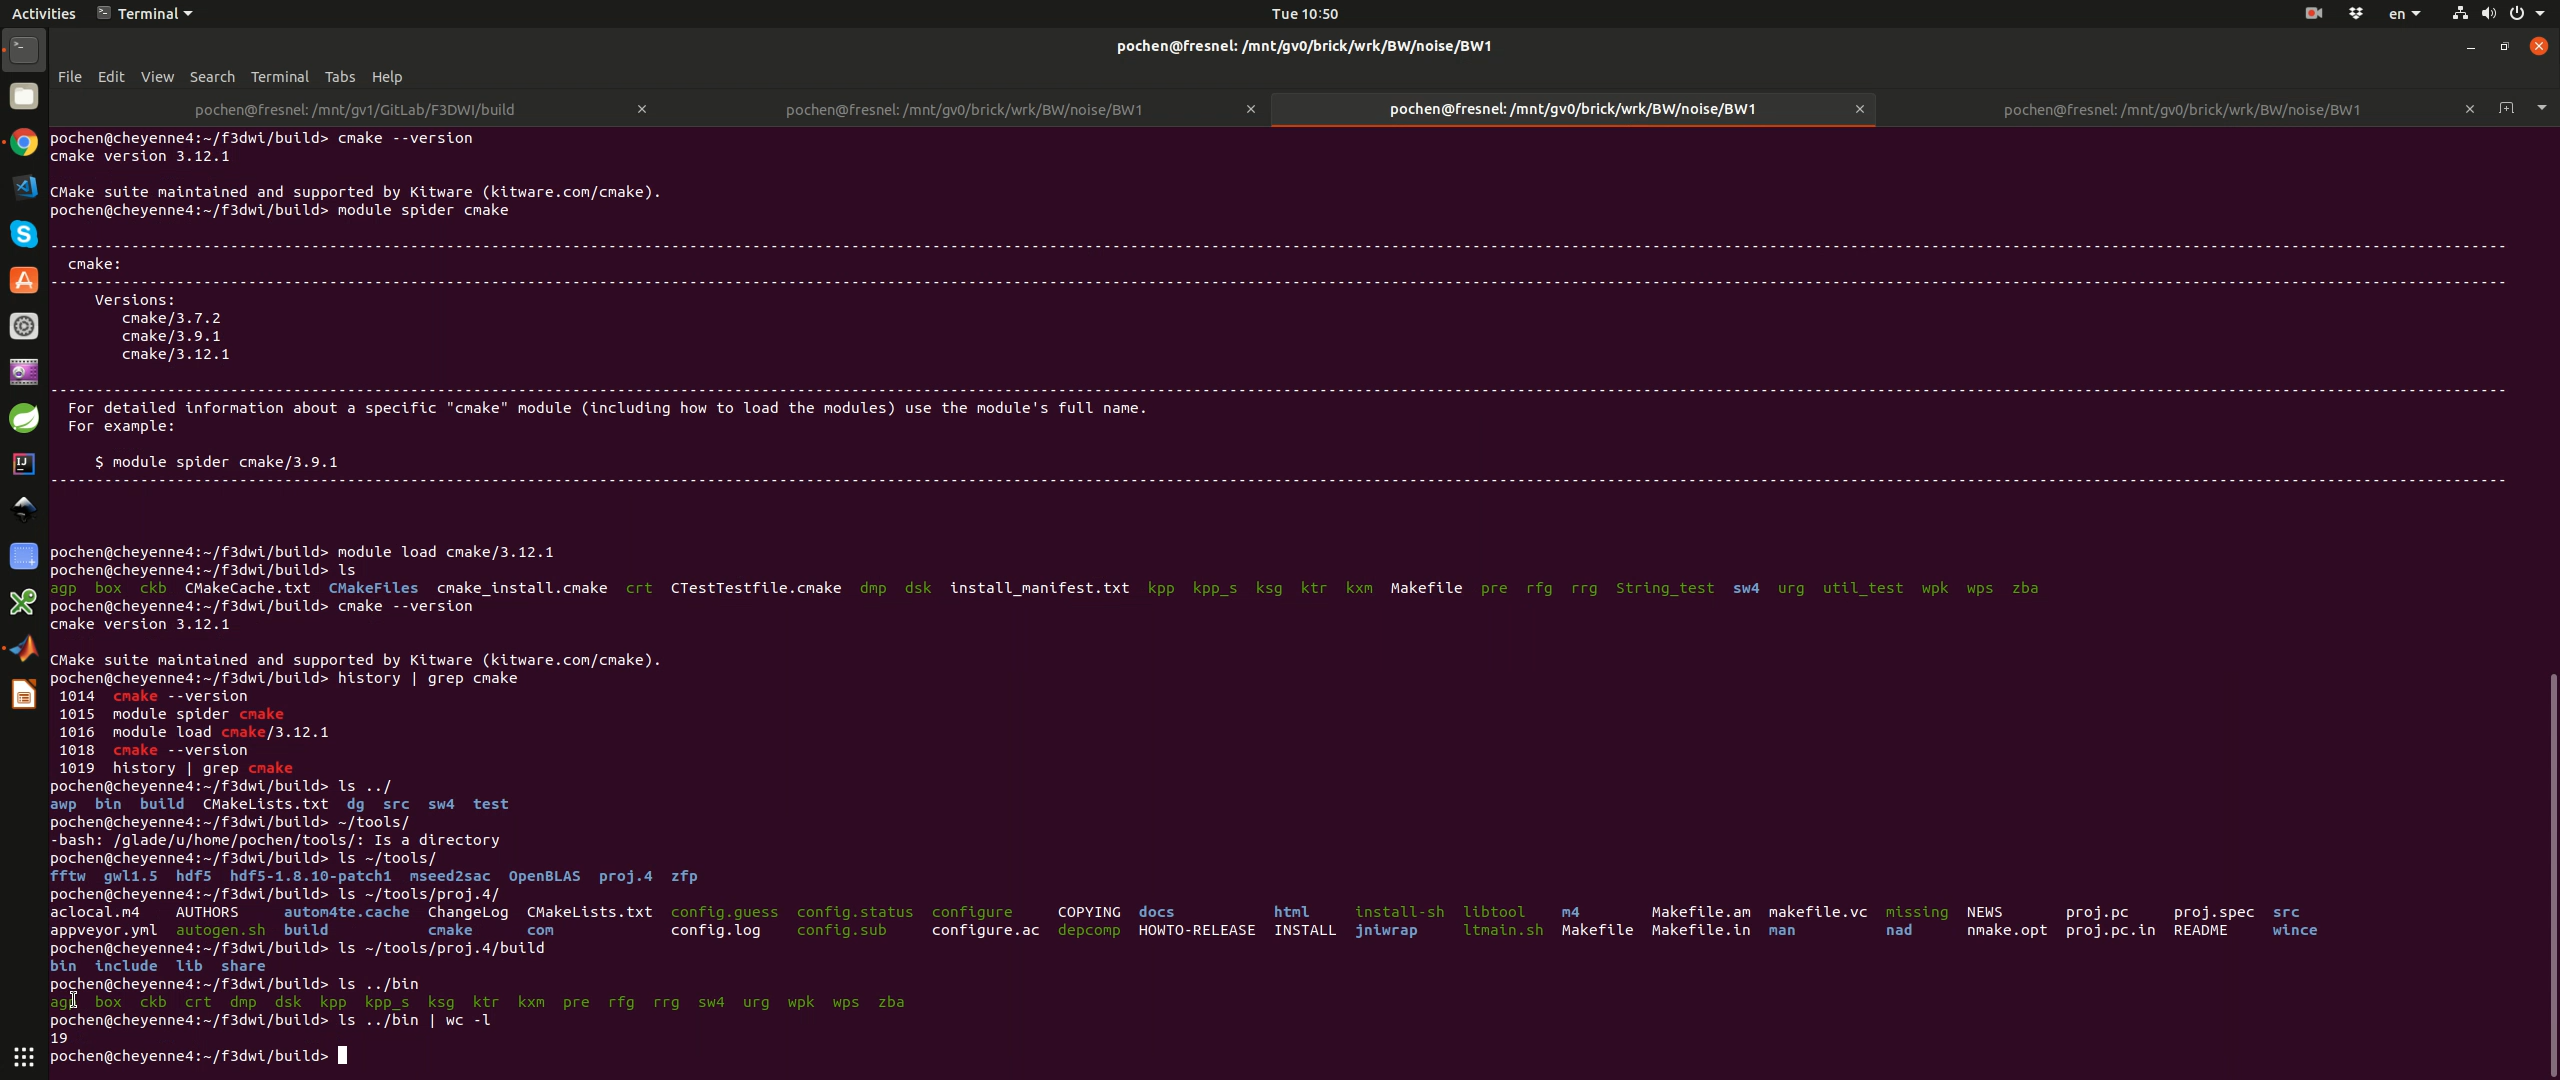 Activities Terminal Tue 10:50 en
pochen@fresnel: /mnt/gv0/brick/wrk/BW/noise/BW1
File Edit View Search Terminal Tabs Help
pochen@fresnel: /mnt/gv1/GitLab/F3DWI/build pochen@fresnel: /mnt/gv0/brick/wrk/BW/noise/BW1 pochen@fresnel: /mnt/gv0/brick/wrk/BW/noise/BW1 pochen@fresnel: /mnt/gv0/brick/wrk/BW/noise/BW1
pochen@cheyenne4:~/f3dwi/build> cmake --version
cmake version 3.12.1
CMake suite maintained and supported by Kitware (kitware.com/cmake).
pochen@cheyenne4:~/f3dwi/build> module spider cmake
cmake:
Versions:
cmake/3.7.2
cmake/3.9.1
cmake/3.12.1
For detailed information about a specific "cmake" module (including how to load the modules) use the module's full name.
For example:
$ module spider cmake/3.9.1
pochen@cheyenne4:~/f3dwi/build> module load cmake/3.12.1
pochen@cheyenne4:~/f3dwi/build> ls
agp box ckb CMakeCache.txt CMakeFiles cmake_install.cmake crt CTestTestfile.cmake dmp dsk install_manifest.txt kpp kpp_s ksg ktr kxm Makefile pre rfg rrg String_test sw4 urg util_test wpk wps zba
pochen@cheyenne4:~/f3dwi/build> cmake --version
cmake version 3.12.1
CMake suite maintained and supported by Kitware (kitware.com/cmake).
pochen@cheyenne4:~/f3dwi/build> history | grep cmake
1014 cmake --version
1015 module spider cmake
1016 module load cmake/3.12.1
1018 cmake --version
1019 history | grep cmake
pochen@cheyenne4:~/f3dwi/build> ls ../
awp bin build CMakeLists.txt dg src sw4 test
pochen@cheyenne4:~/f3dwi/build> ~/tools/
-bash: /glade/u/home/pochen/tools/: Is a directory
pochen@cheyenne4:~/f3dwi/build> ls ~/tools/
fftw gwl1.5 hdf5 hdf5-1.8.10-patch1 mseed2sac OpenBLAS proj.4 zfp
pochen@cheyenne4:~/f3dwi/build> ls ~/tools/proj.4/
aclocal.m4 AUTHORS autom4te.cache ChangeLog CMakeLists.txt config.guess config.status configure COPYING docs html install-sh libtool m4 Makefile.am makefile.vc missing NEWS proj.pc proj.spec src
appveyor.yml autogen.sh build cmake com config.log config.sub configure.ac depcomp HOWTO-RELEASE INSTALL jniwrap ltmain.sh Makefile Makefile.in man nad nmake.opt proj.pc.in README wince
pochen@cheyenne4:~/f3dwi/build> ls ~/tools/proj.4/build
bin include lib share
pochen@cheyenne4:~/f3dwi/build> ls ../bin
agp box ckb crt dmp dsk kpp kpp_s ksg ktr kxm pre rfg rrg sw4 urg wpk wps zba
pochen@cheyenne4:~/f3dwi/build> ls ../bin | wc -l
19
pochen@cheyenne4:~/f3dwi/build>